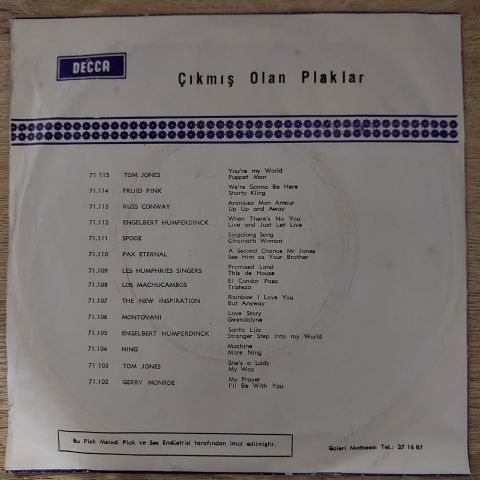 DECCA
Çıkmış Olan Plaklar
71 115 TOM JONES You're my World
Puppet Man
71.114 FRIJID PINK We're Gonna Be Here
Shorty Kling
71.113 RUSS CONWAY Aranjuez Mon Amour
Up Up and Away
71.112 ENGELBERT HUMPERDINCK When There's No You
Live and Just Let Live
71.111 SPODE Singalong Song
Cincinatti Woman
71.110 PAX ETERNAL A Second Chance Mr Jones
See Him as Your Brother
71.109 LES HUMPHRIES SINGERS Promised Land
This de House
71.108 LOS MACHUCAMBOS El Condor Pasa
Tristeza
71.107 THE NEW INSPIRATION Rainbow I Love You
But Anyway
71.106 MONTOVANI Love Story
Gwendolyne
71.105 ENGELBERT HUMPERDINCK Santa Lija
Stranger Step into my World
71.104 NING Machine
More Ning
71 103 TOM JONES She's a Lady
My Way
71.102 GERRY MONROE My Prayer
I'll Be With You
Bu Plak Melodi Plak ve Ses Endüstrisi tarafından imal edilmiştir.
Galeri Matbaası Tel.: 27 16 87